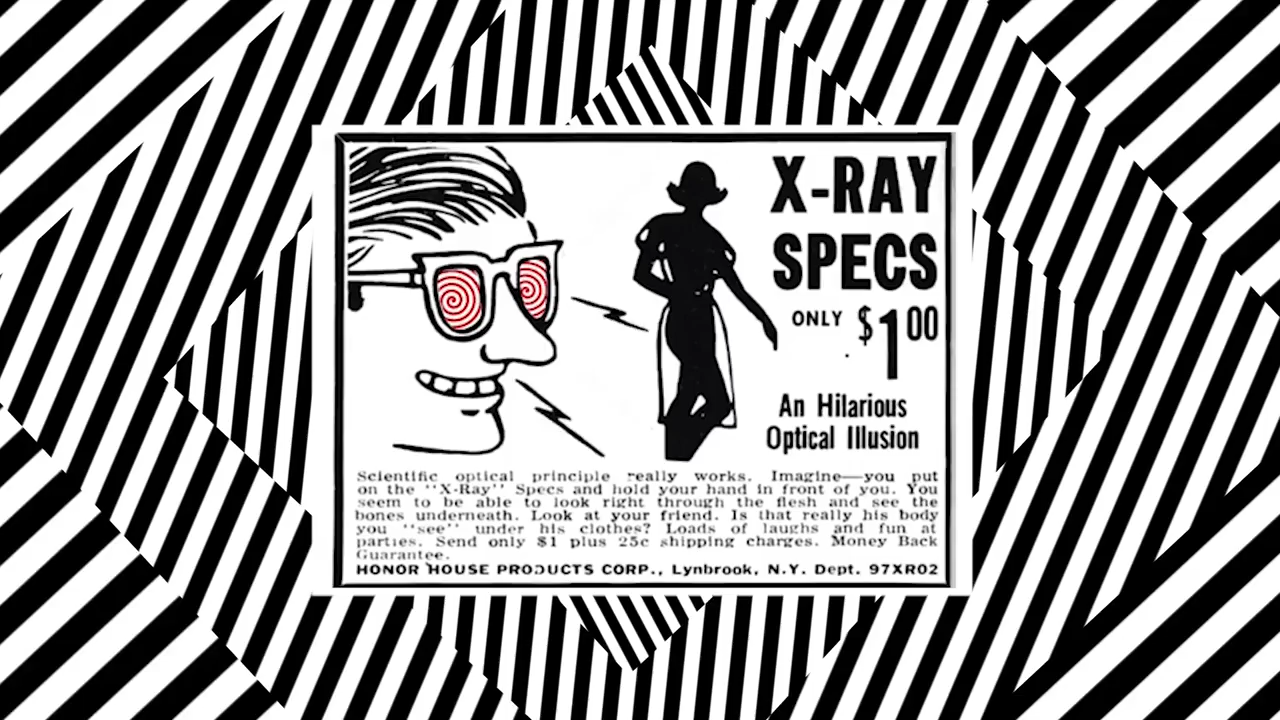 X-RAY
SPECS
ONLY $1 00
An Hilarious
Optical Illusion
Scientific optical principle really works. Imagine—you put
on the "X-Ray" Specs and hold your hand in front of you. You
seem to be able to look right through the flesh and see the
bones underneath. Look at your friend. Is that really his body
you "see" under his clothes? Loads of laughs and fun at
parties. Send only $1 plus 25c shipping charges. Money Back
Guarantee.
HONOR HOUSE PRODUCTS CORP., Lynbrook, N.Y. Dept. 97XR02